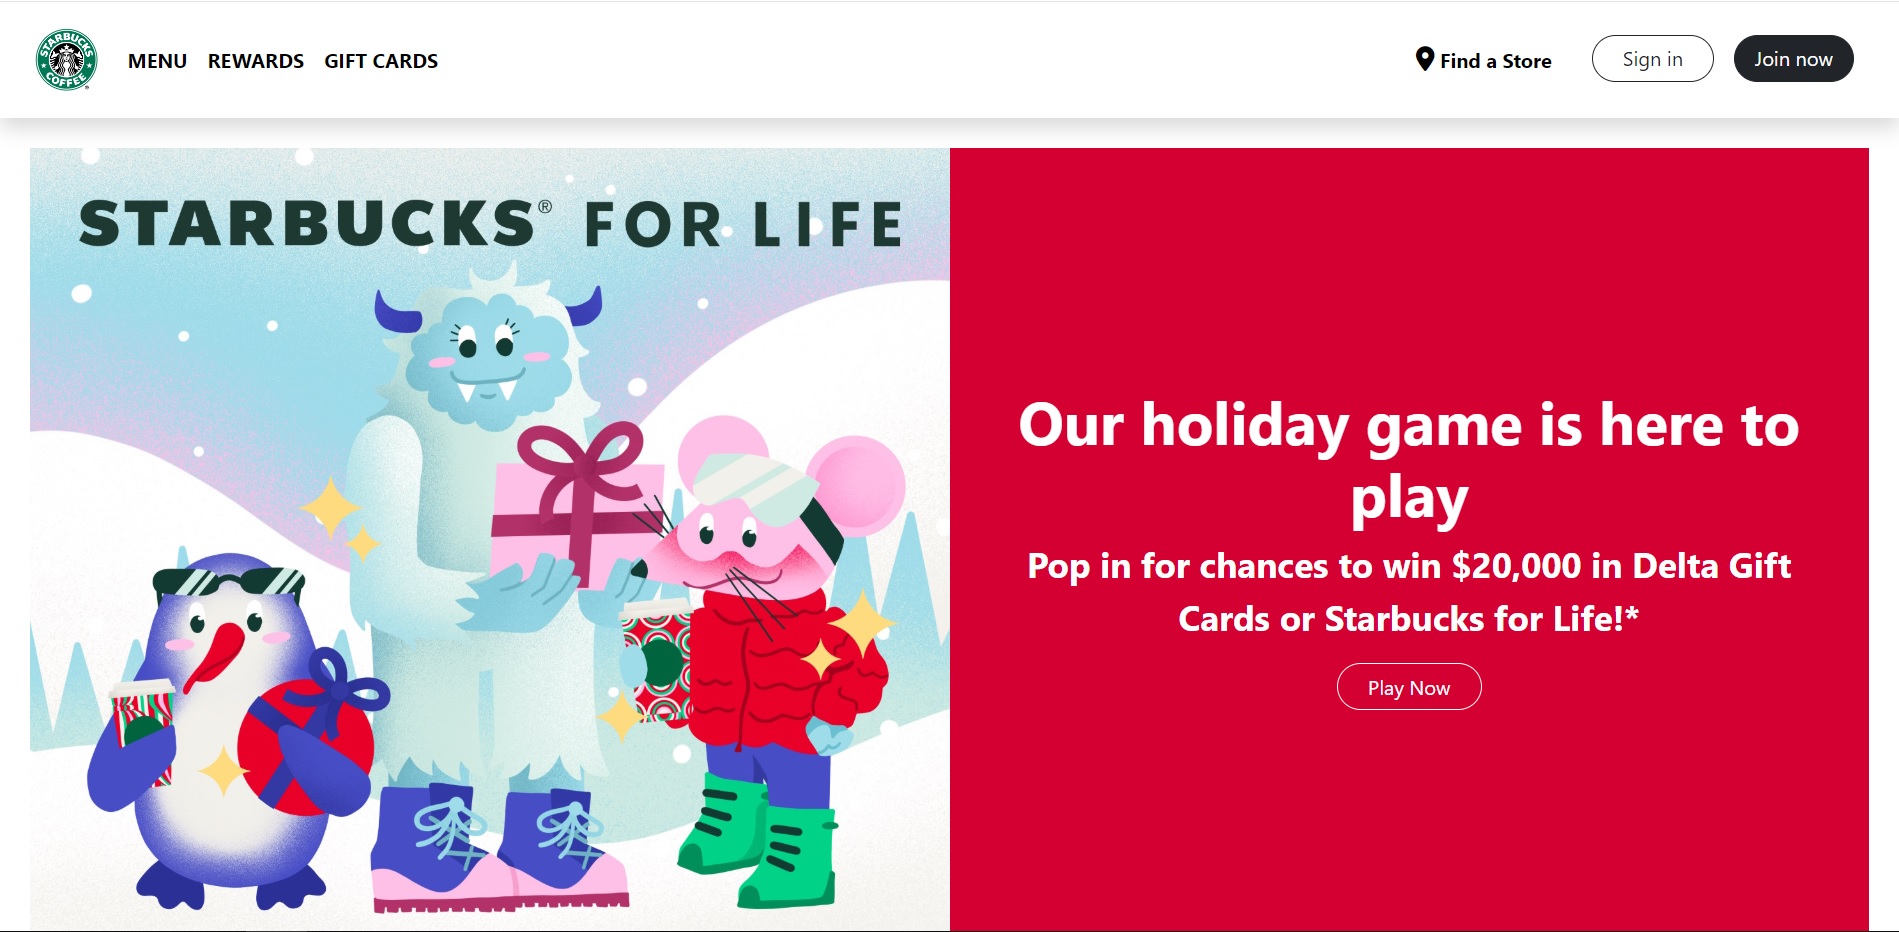 STARBUCKS
COFFEE
MENU REWARDS GIFT CARDS
Find a Store
Sign in
Join now
STARBUCKS® FOR LIFE
Our holiday game is here to
play
Pop in for chances to win $20,000 in Delta Gift
Cards or Starbucks for Life!*
Play Now